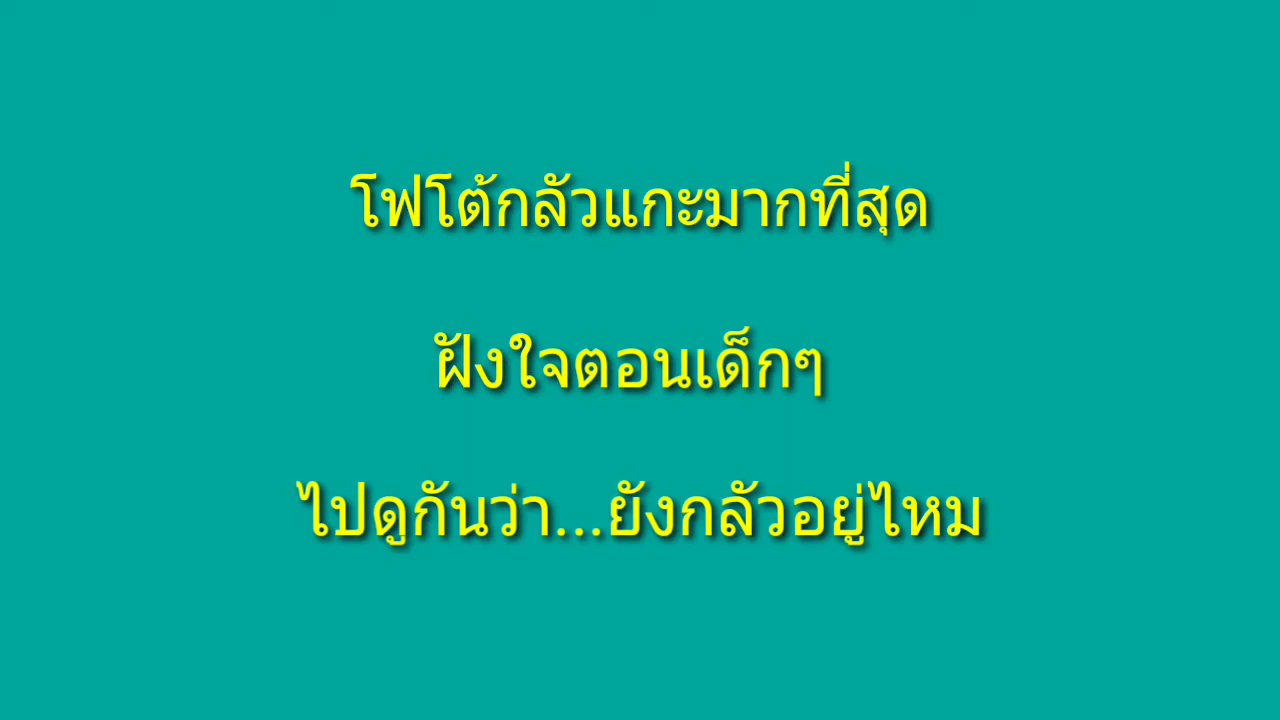 โฟโต้กลัวแกะมากที่สุด
ฝังใจตอนเด็กๆ
ไปดูกันว่า...ยังกลัวอยู่ไหม